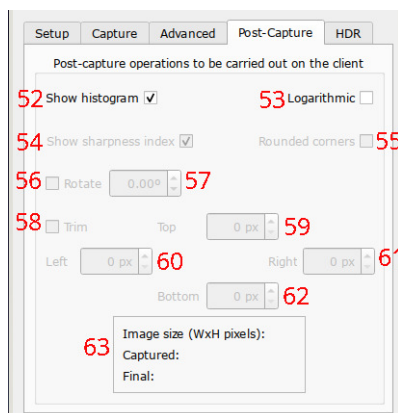 Setup Capture Advanced Post-Capture HDR
Post-capture operations to be carried out on the client
52 Show histogram 53 Logarithmic
54 Show sharpness index Rounded corners 55
56 Rotate 0.00º 57
58 Trim Top 0 px 59
Left 0 px 60 Right 0 px 61
Bottom 0 px 62
63 Image size (WxH pixels):
Captured:
Final: